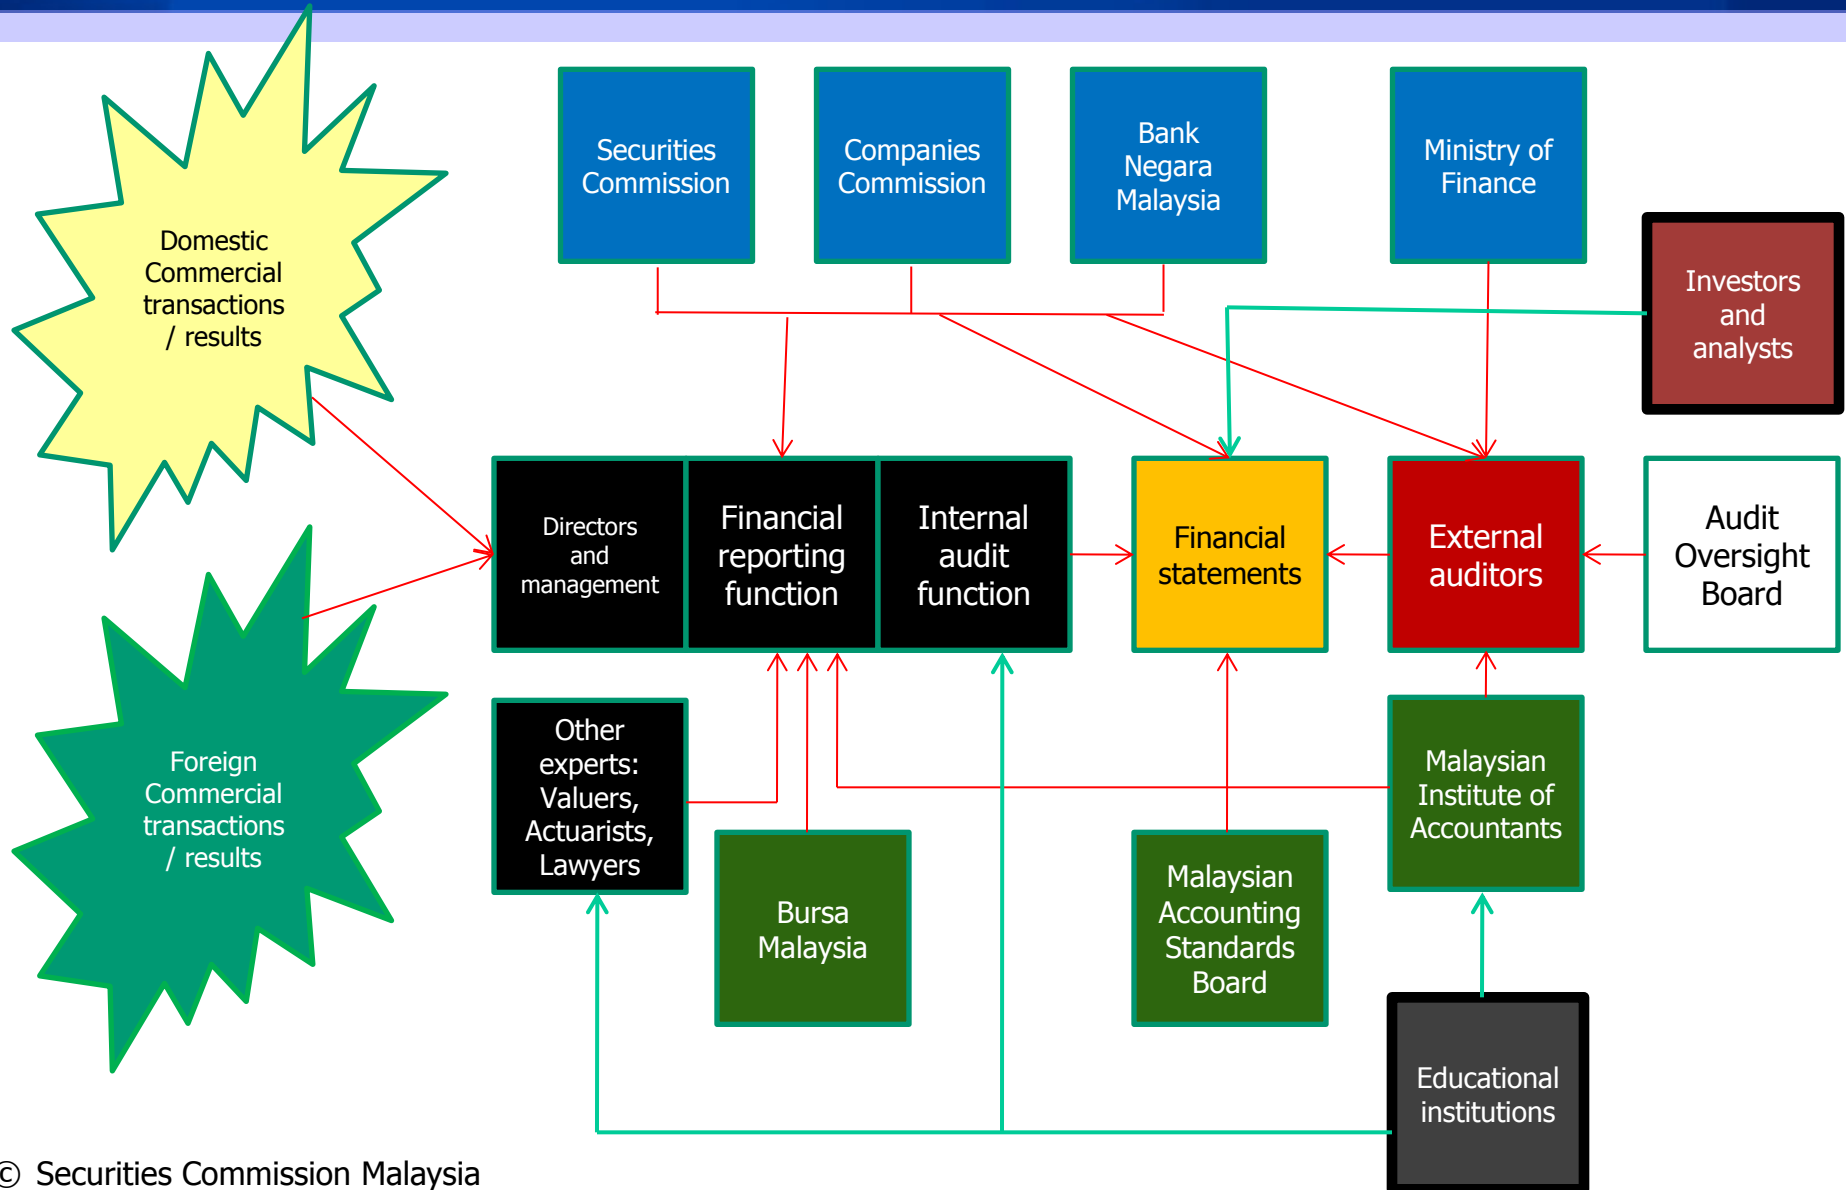 Securities
Commission
Companies
Commission
Bank
Negara
Malaysia
Ministry of
Finance
Domestic
Commercial
transactions
/ results
Investors
and
analysts
Directors
and
management
Financial
reporting
function
Internal
audit
function
Financial
statements
External
auditors
Audit
Oversight
Board
Foreign
Commercial
transactions
/ results
Other
experts:
Valuers,
Actuarists,
Lawyers
Bursa
Malaysia
Malaysian
Accounting
Standards
Board
Malaysian
Institute of
Accountants
Educational
institutions
© Securities Commission Malaysia